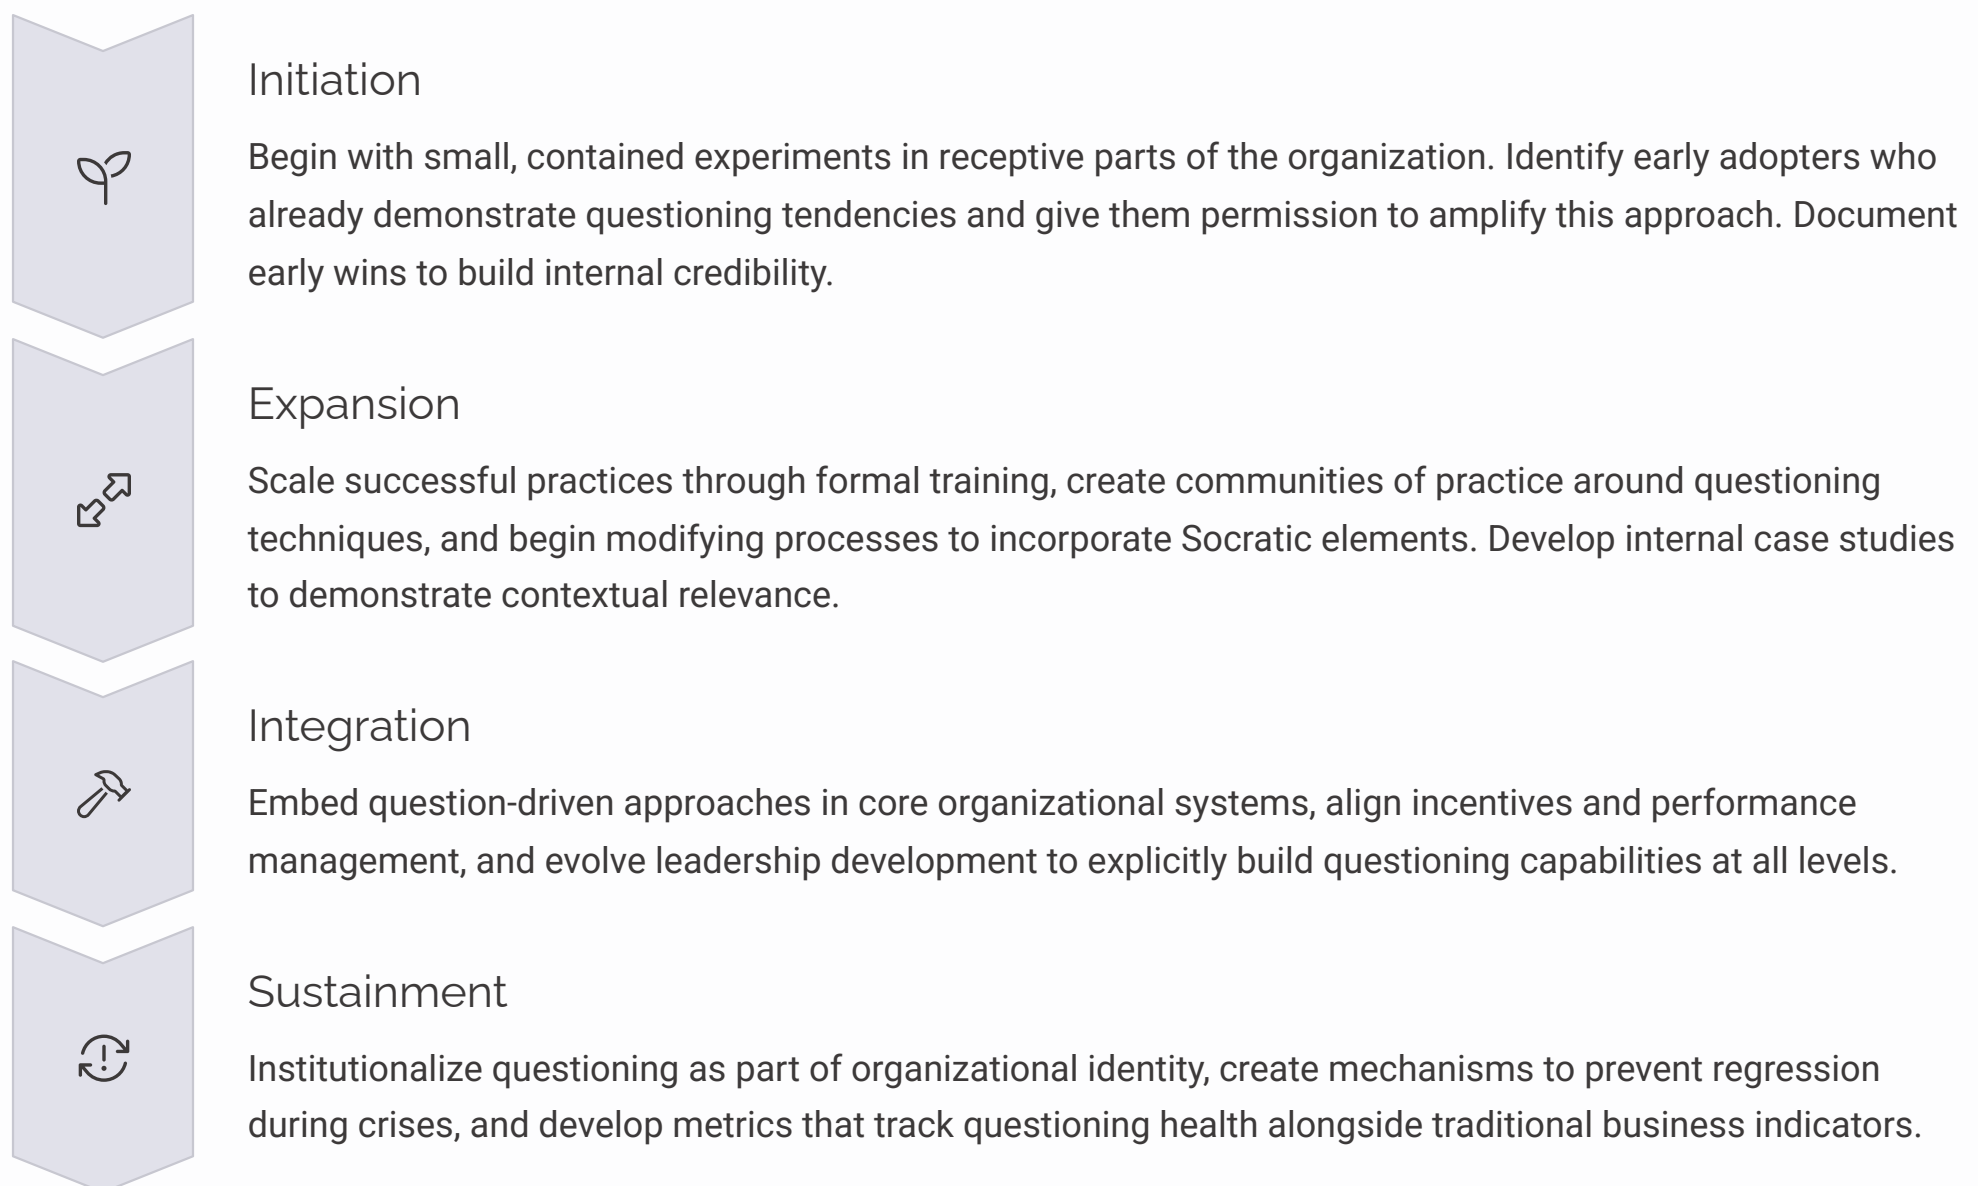 Initiation
Begin with small, contained experiments in receptive parts of the organization. Identify early adopters who
already demonstrate questioning tendencies and give them permission to amplify this approach. Document
early wins to build internal credibility.
Expansion
Scale successful practices through formal training, create communities of practice around questioning
techniques, and begin modifying processes to incorporate Socratic elements. Develop internal case studies
to demonstrate contextual relevance.
Integration
Embed question-driven approaches in core organizational systems, align incentives and performance
management, and evolve leadership development to explicitly build questioning capabilities at all levels.
Sustainment
Institutionalize questioning as part of organizational identity, create mechanisms to prevent regression
during crises, and develop metrics that track questioning health alongside traditional business indicators.